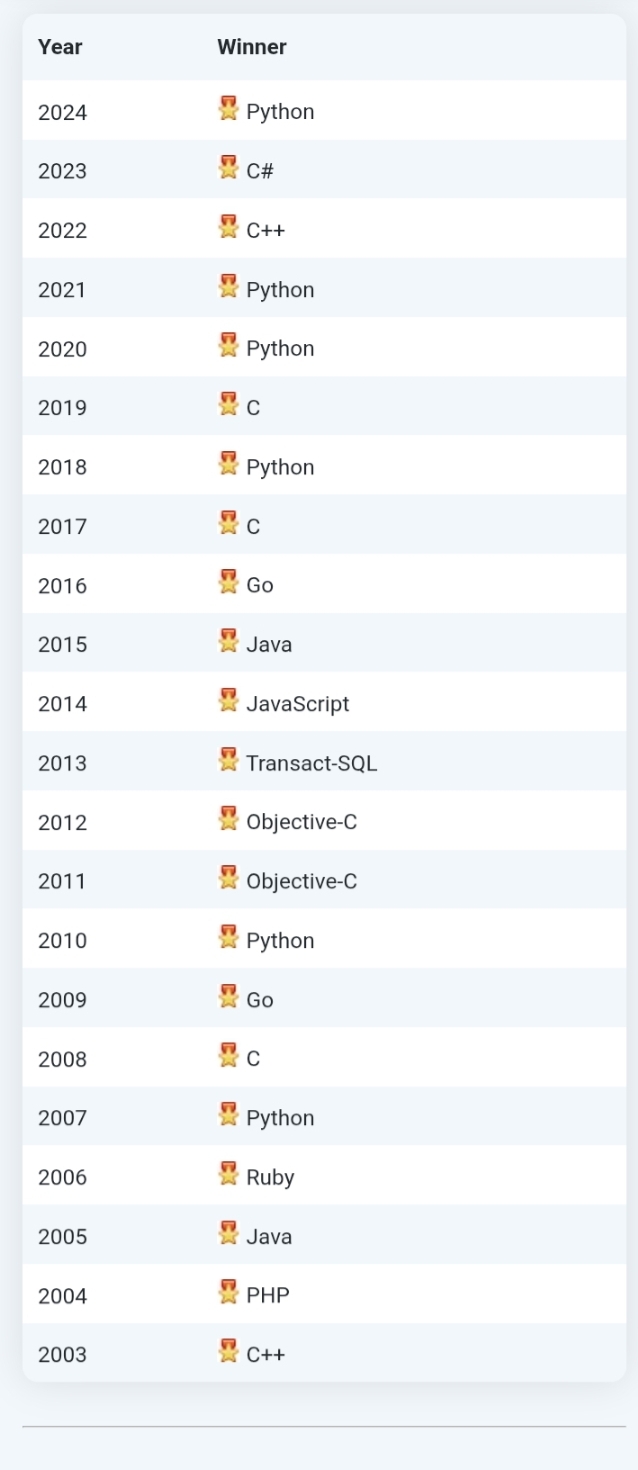 Year Winner
2024 Python
2023 C#
2022 C++
2021 Python
2020 Python
2019 C
2018 Python
2017 C
2016 Go
2015 Java
2014 JavaScript
2013 Transact-SQL
2012 Objective-C
2011 Objective-C
2010 Python
2009 Go
2008 C
2007 Python
2006 Ruby
2005 Java
2004 PHP
2003 C++